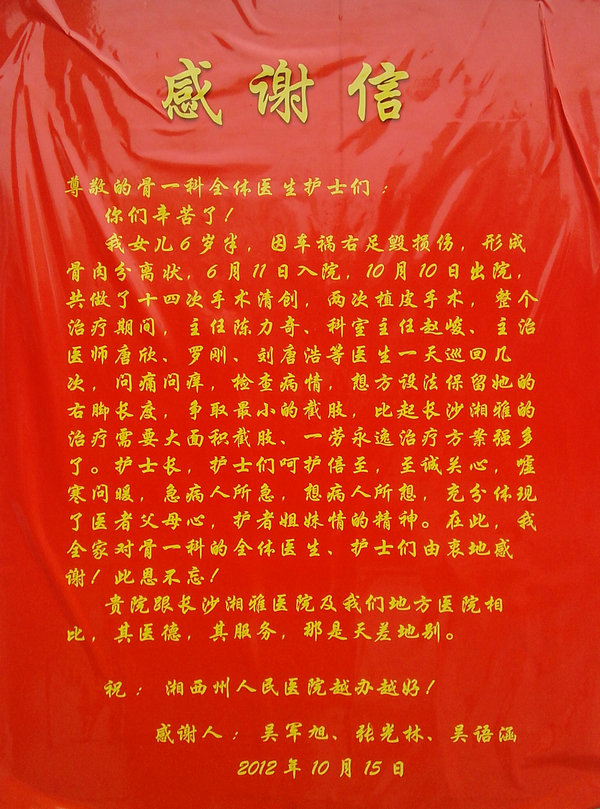 感谢信
尊敬的骨一科全体医生护士们：
你们辛苦了！
我女儿6岁半，因车祸右足毁损伤，形成
骨肉分离状，6月11日入院，10月10日出院，
共做了十四次手术清创，两次植皮手术，整个
治疗期间，主任陈力奇、科室主任赵峻、主治
医师唐欣、罗刚、刘唐浩等医生一天巡回几
次，问痛问痒，检查病情，想方设法保留她的
右脚长度，争取最小的截肢，比起长沙湘雅的
治疗需要大面积截肢、一劳永逸治疗方案强多
了。护士长，护士们呵护倍至，至诚关心，嘘
寒问暖，急病人所急，想病人所想，充分体现
了医者父母心，护者姐妹情的精神。在此，我
全家对骨一科的全体医生、护士们由衷地感
谢！此恩不忘！
贵院跟长沙湘雅医院及我们地方医院相
比，其医德，其服务，那是天差地别。
祝：湘西州人民医院越办越好！
感谢人：吴军旭、张光林、吴语涵
2012年10月15日